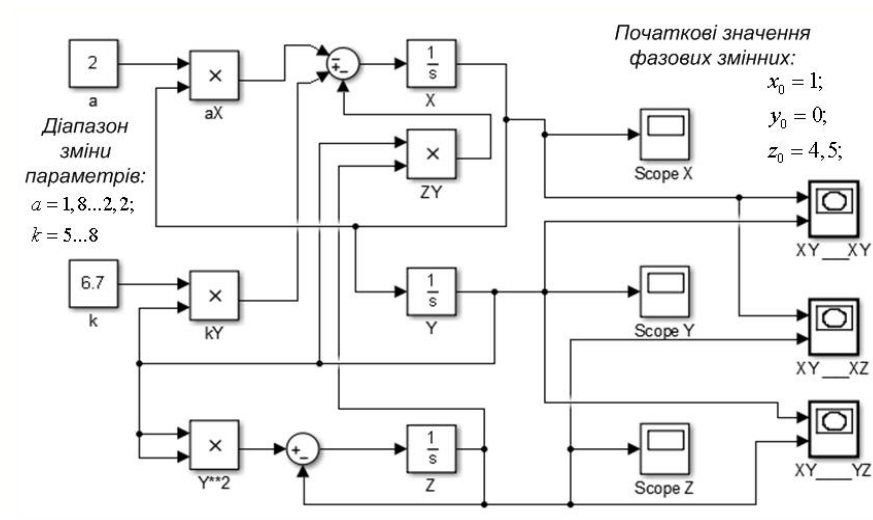 Початкові значення
фазових змінних:
x₀ = 1;
y₀ = 0;
z₀ = 4,5;
2
a
×
aX
1
s
X
Діапазон
зміни
параметрів:
a = 1,8...2,2;
k = 5...8
×
ZY
Scope X
XY___XY
6.7
k
×
kY
1
s
Y
Scope Y
XY___XZ
×
Y**2
1
s
Z
Scope Z
XY____YZ